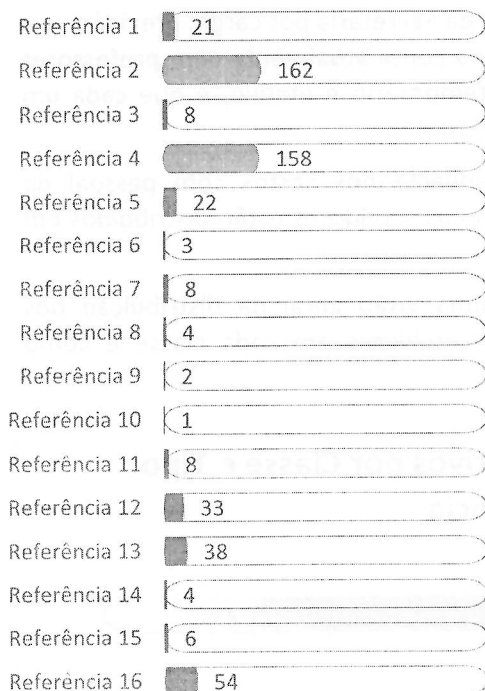 Referência 1 21
Referência 2 162
Referência 3 8
Referência 4 158
Referência 5 22
Referência 6 3
Referência 7 8
Referência 8 4
Referência 9 2
Referência 10 1
Referência 11 8
Referência 12 33
Referência 13 38
Referência 14 4
Referência 15 6
Referência 16 54